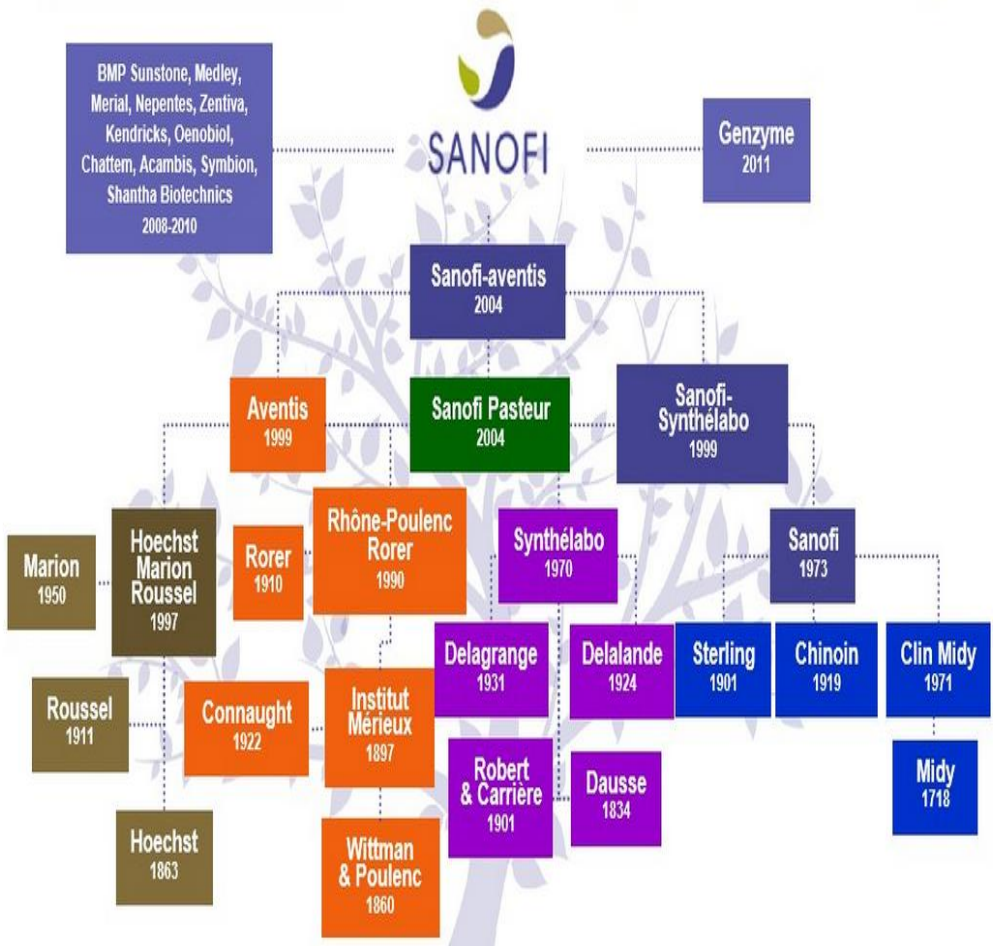 BMP Sunstone, Medley,
Merial, Nepentes, Zentiva,
Kendricks, Oenobiol,
Chattem, Acambis, Symbion,
Shantha Biotechnics
2008-2010
SANOFI
Genzyme
2011
Sanofi-aventis
2004
Aventis
1999
Sanofi Pasteur
2004
Sanofi-
Synthélabo
1999
Marion
1950
Hoechst
Marion
Roussel
1997
Rorer
1910
Rhône-Poulenc
Rorer
1990
Synthélabo
1970
Sanofi
1973
Roussel
1911
Connaught
1922
Institut
Mérieux
1897
Delagrange
1931
Delalande
1924
Sterling
1901
Chinoin
1919
Clin Midy
1971
Hoechst
1863
Wittman
& Poulenc
1860
Robert
& Carrière
1901
Dausse
1834
Midy
1718